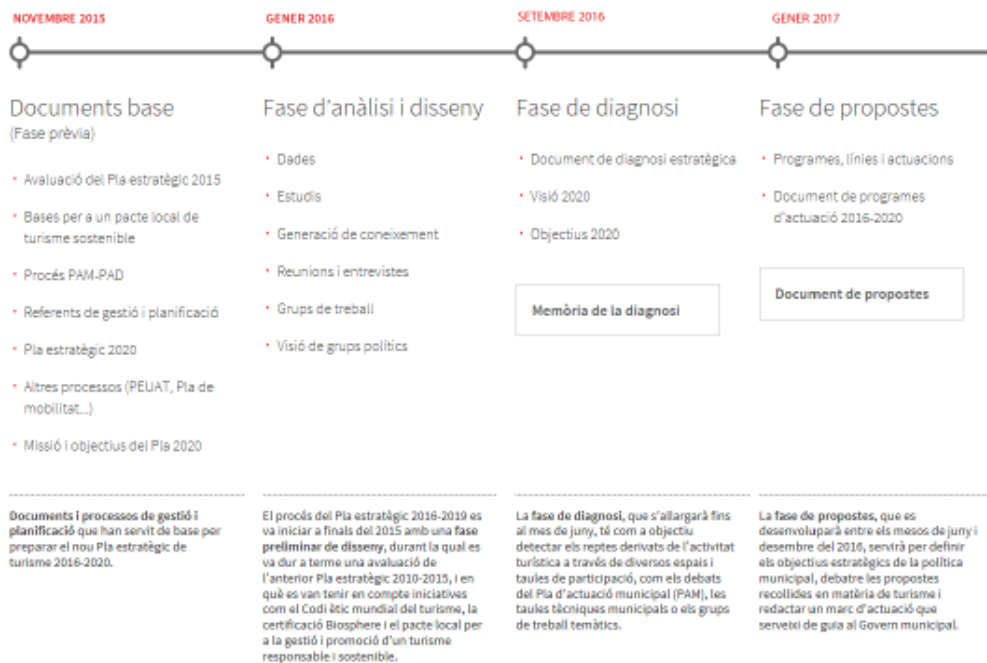 NOVEMBRE 2015
Documents base
(Fase prèvia)
• Avaluació del Pla estratègic 2015
• Bases per a un pacte local de
turisme sostenible
• Procés PAM-PAD
• Referents de gestió i planificació
• Pla estratègic 2020
• Altres processos (PEUAT, Pla de
mobilitat...)
• Missió i objectius del Pla 2020
Documents i processos de gestió i
planificació que han servit de base per
preparar el nou Pla estratègic de
turisme 2016-2020.
GENER 2016
Fase d'anàlisi i disseny
• Dades
• Estudis
• Generació de coneixement
• Reunions i entrevistes
• Grups de treball
• Visió de grups polítics
El procés del Pla estratègic 2016-2019 es
va iniciar a finals del 2015 amb una fase
preliminar de disseny, durant la qual es
va dur a terme una avaluació de
l'anterior Pla estratègic 2010-2015, i en
què es van tenir en compte iniciatives
com el Codi ètic mundial del turisme, la
certificació Biosphere i el pacte local per
a la gestió i promoció d'un turisme
responsable i sostenible.
SETEMBRE 2016
Fase de diagnosi
• Document de diagnosi estratègica
• Visió 2020
• Objectius 2020
Memòria de la diagnosi
La fase de diagnosi, que s'allargarà fins
al mes de juny, té com a objectiu
detectar els reptes derivats de l'activitat
turística a través de diversos espais i
taules de participació, com els debats
del Pla d'actuació municipal (PAM), les
taules tècniques municipals o els grups
de treball temàtics.
GENER 2017
Fase de propostes
• Programes, línies i actuacions
• Document de programes
d'actuació 2016-2020
Document de propostes
La fase de propostes, que es
desenvoluparà entre els mesos de juny i
desembre del 2016, servirà per definir
els objectius estratègics de la política
municipal, debatre les propostes
recollides en matèria de turisme i
redactar un marc d'actuació que
serveixi de guia al Govern municipal.